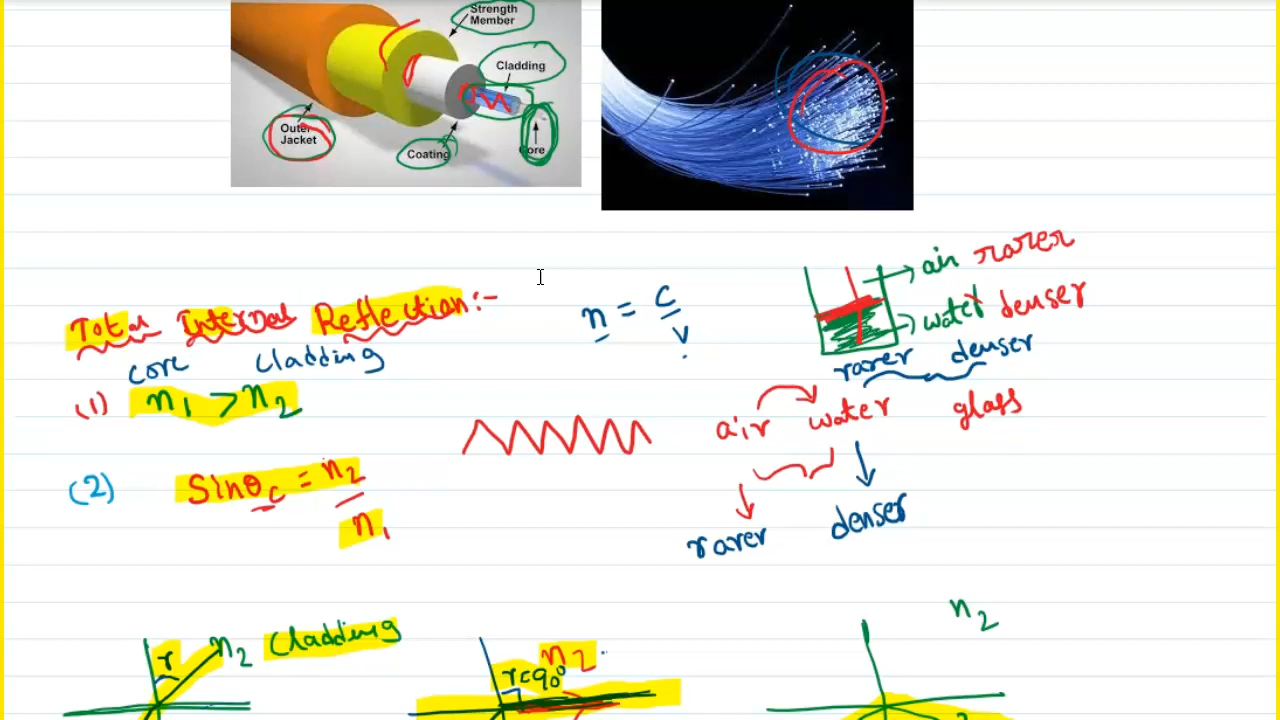 Strength
Member
Cladding
Outer
Jacket
Coating
Core
Total Internal Reflection:-
n = c
v
air rarer
water denser
rarer denser
core cladding
(1) n1 > n2
air water glass
(2) Sinθc = n2
n1
rarer denser
n2
r n2 Cladding
n2
r=90°